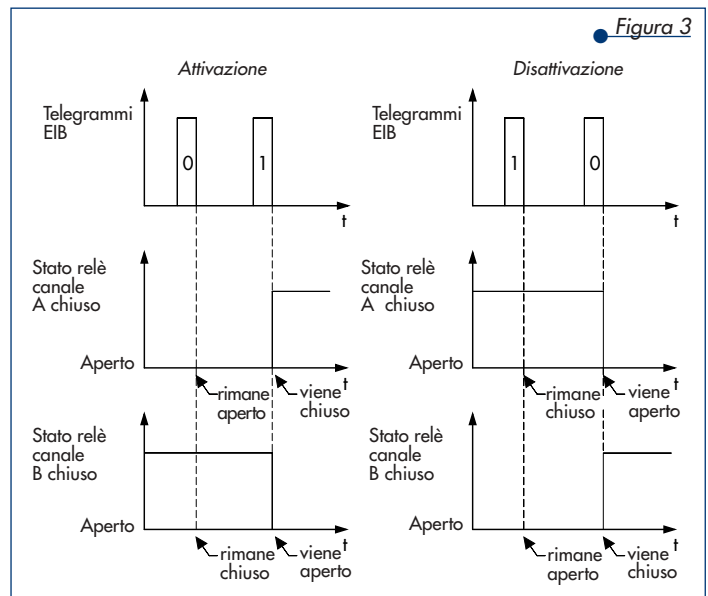 Figura 3
Attivazione
Disattivazione
Telegrammi
EIB
0
1
t
Telegrammi
EIB
1
0
t
Stato relè
canale
A chiuso
Aperto
t
rimane
aperto
viene
chiuso
Stato relè
canale
A chiuso
Aperto
t
rimane
chiuso
viene
aperto
Stato relè
canale
B chiuso
Aperto
t
rimane
chiuso
viene
aperto
Stato relè
canale
B chiuso
Aperto
t
rimane
aperto
viene
chiuso